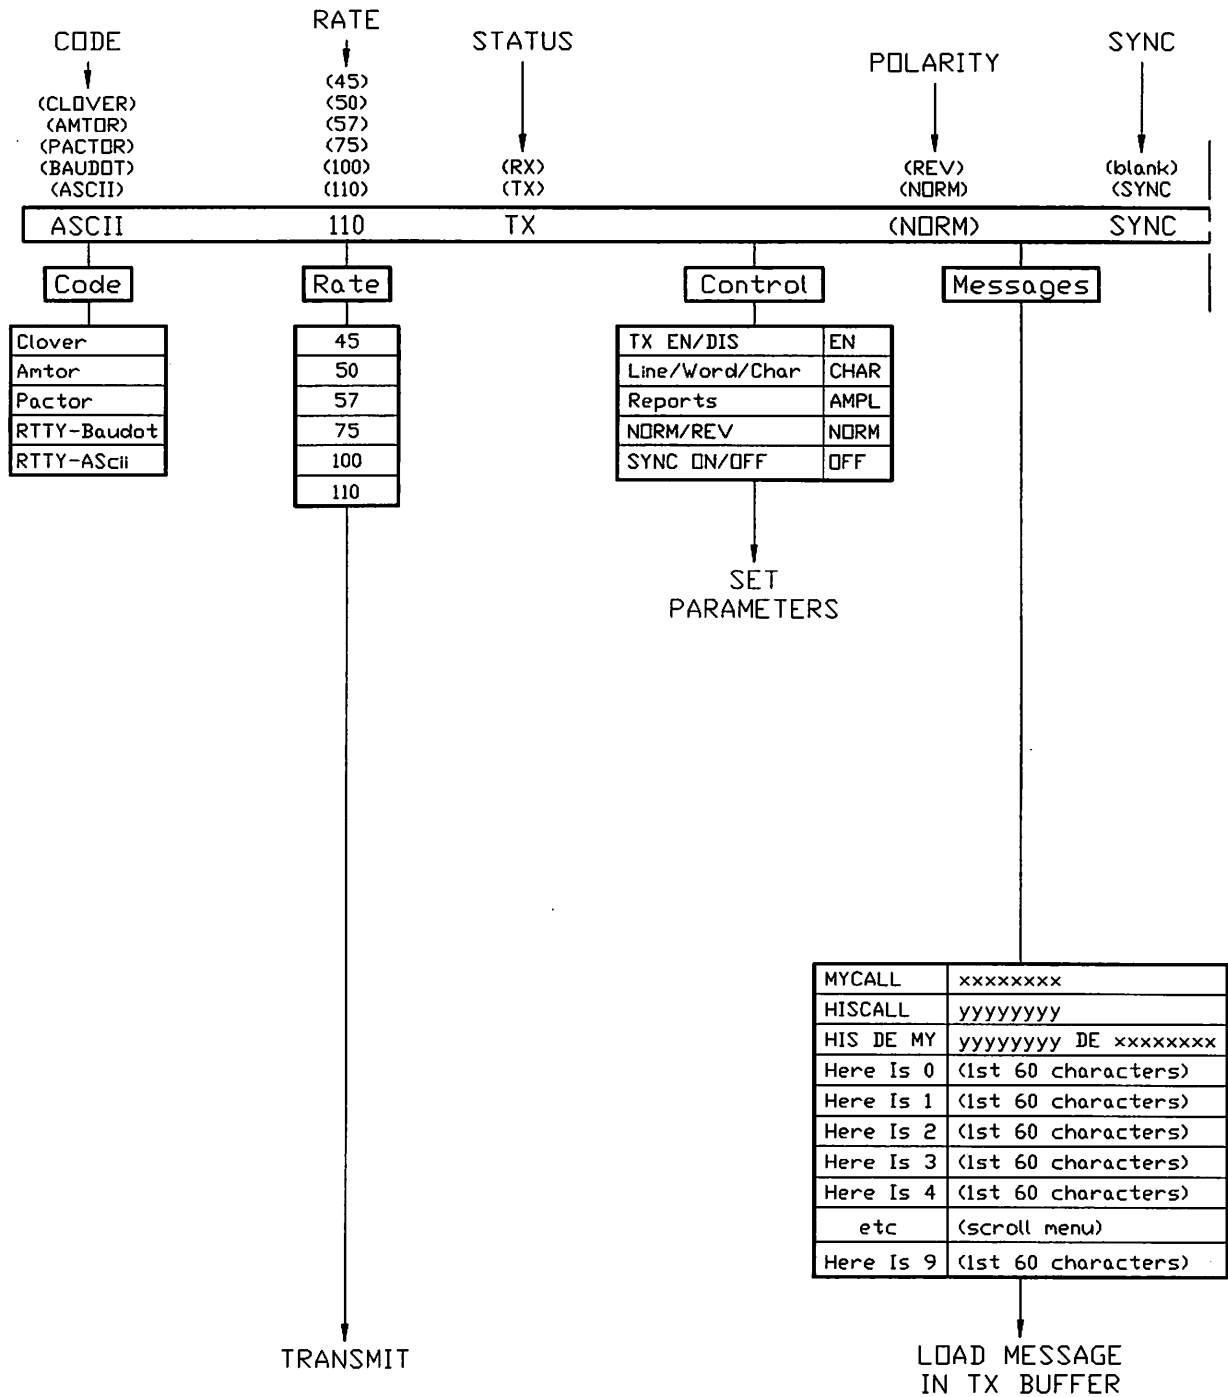 CODE
RATE
STATUS
POLARITY
SYNC
(CLOVER)
(AMTOR)
(PACTOR)
(BAUDOT)
(ASCII)
(45)
(50)
(57)
(75)
(100)
(110)
(RX)
(TX)
(REV)
(NORM)
(blank)
(SYNC
ASCII 110 TX (NORM) SYNC
Code
Rate
Control
Messages
Clover
Amtor
Pactor
RTTY-Baudot
RTTY-AScii
45
50
57
75
100
110
TX EN/DIS EN
Line/Word/Char CHAR
Reports AMPL
NORM/REV NORM
SYNC ON/OFF OFF
SET
PARAMETERS
MYCALL xxxxxxxx
HISCALL yyyyyyyy
HIS DE MY yyyyyyyy DE xxxxxxxx
Here Is 0 (1st 60 characters)
Here Is 1 (1st 60 characters)
Here Is 2 (1st 60 characters)
Here Is 3 (1st 60 characters)
Here Is 4 (1st 60 characters)
etc (scroll menu)
Here Is 9 (1st 60 characters)
TRANSMIT
LOAD MESSAGE
IN TX BUFFER